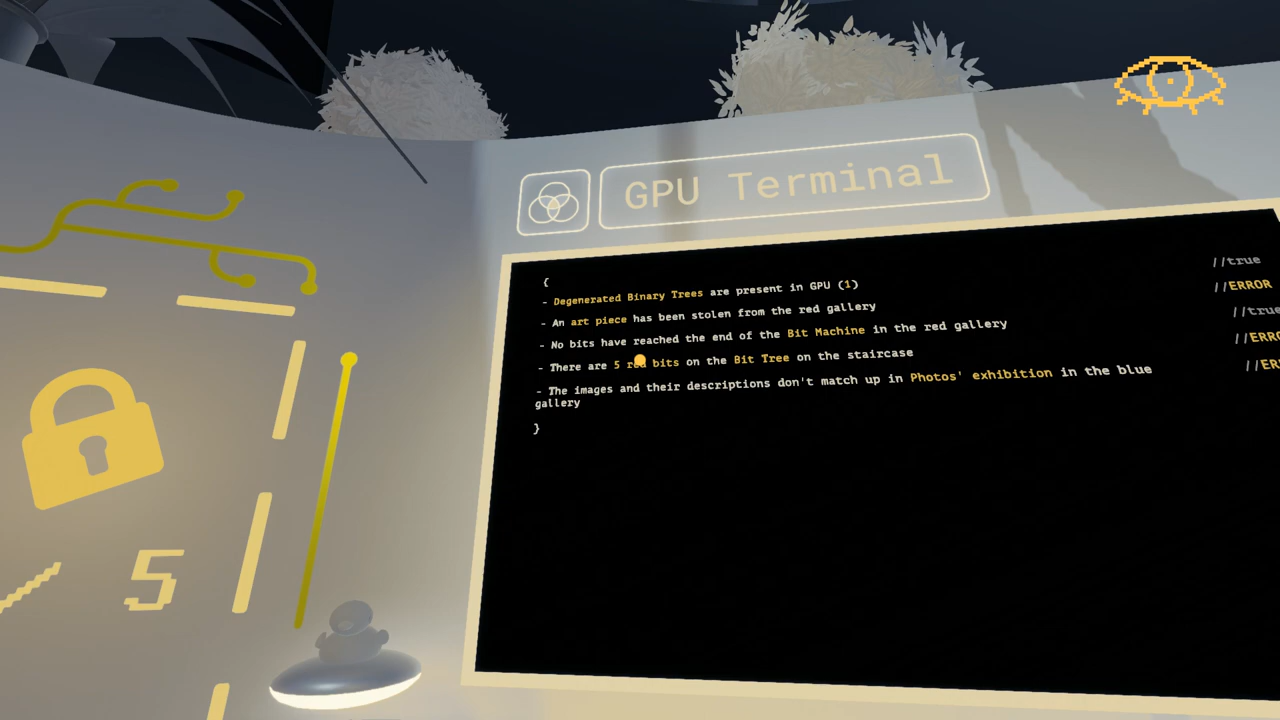 GPU Terminal
{
- Degenerated Binary Trees are present in GPU (1) //true
- An art piece has been stolen from the red gallery //ERROR
- No bits have reached the end of the Bit Machine in the red gallery //true
- There are 5 red bits on the Bit Tree on the staircase //ERRO
- The images and their descriptions don't match up in Photos' exhibition in the blue //ER
gallery
}
/ 5